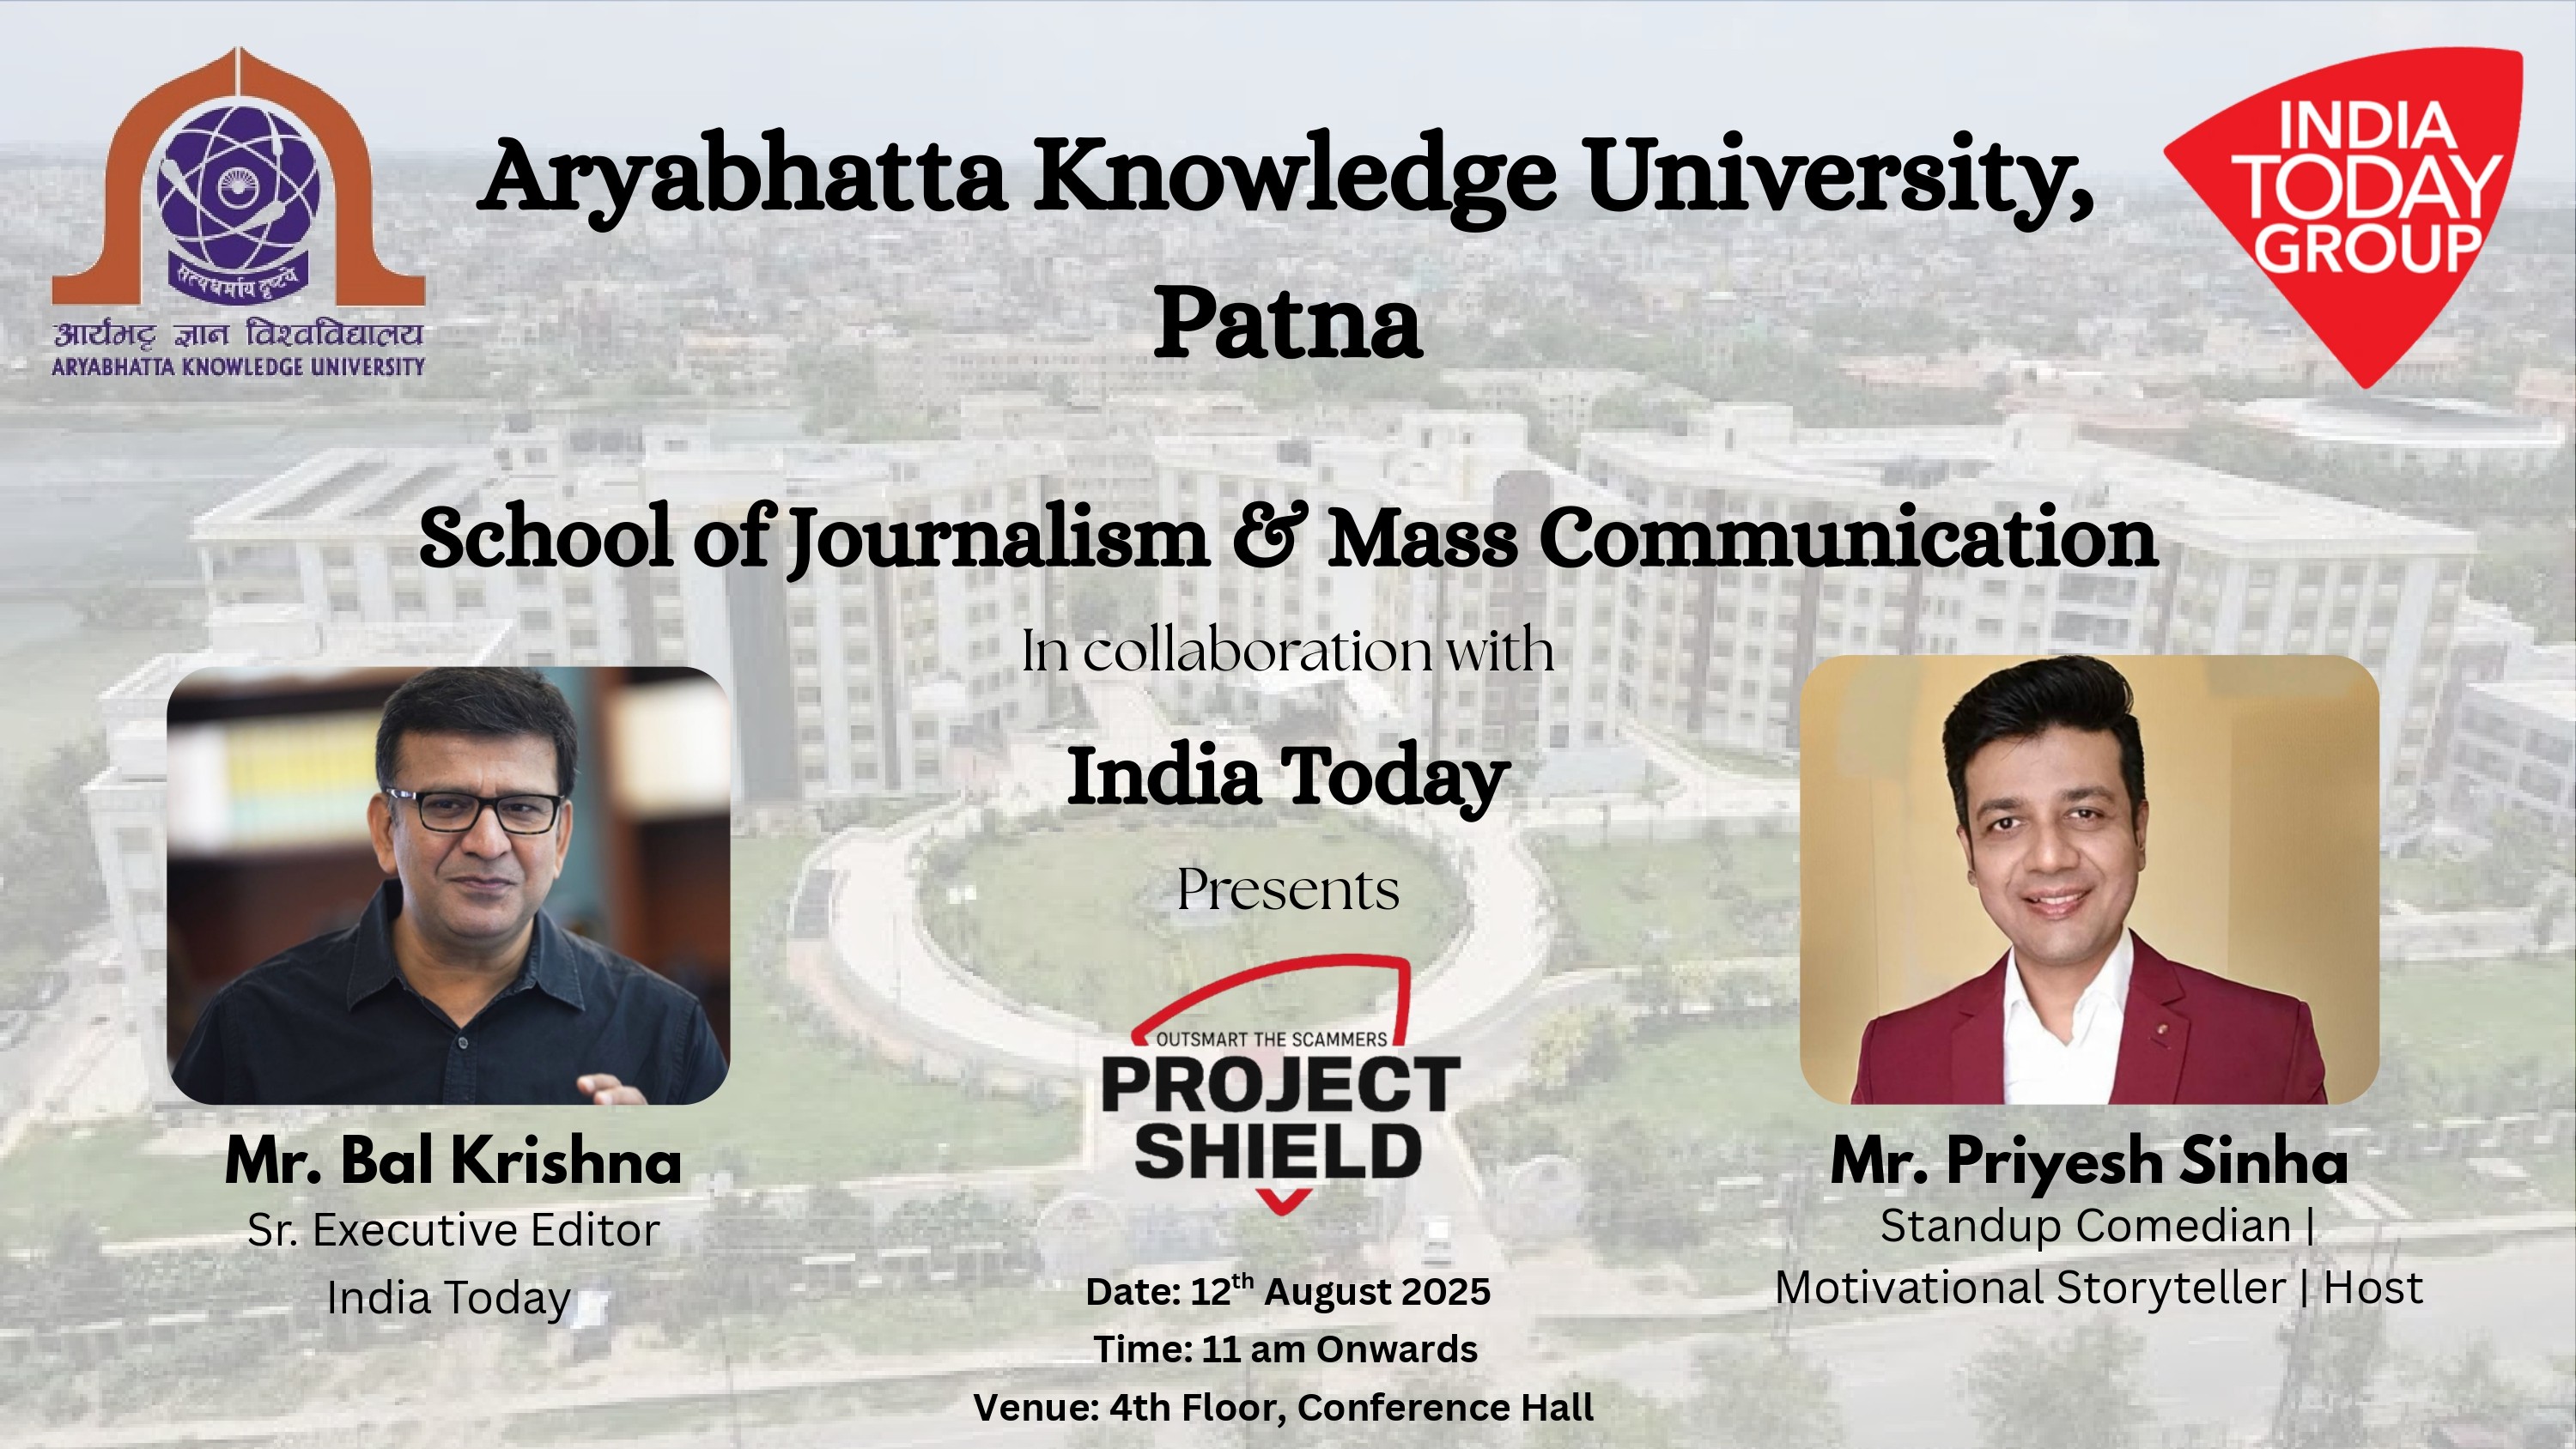 सत्यधर्माय दृष्टये
आर्यभट्ट ज्ञान विश्वविद्यालय
ARYABHATTA KNOWLEDGE UNIVERSITY
Aryabhatta Knowledge University,
Patna
INDIA
TODAY
GROUP
School of Journalism & Mass Communication
In collaboration with
India Today
Presents
OUTSMART THE SCAMMERS
PROJECT
SHIELD
Mr. Bal Krishna
Sr. Executive Editor
India Today
Mr. Priyesh Sinha
Standup Comedian |
Motivational Storyteller | Host
Date: 12th August 2025
Time: 11 am Onwards
Venue: 4th Floor, Conference Hall